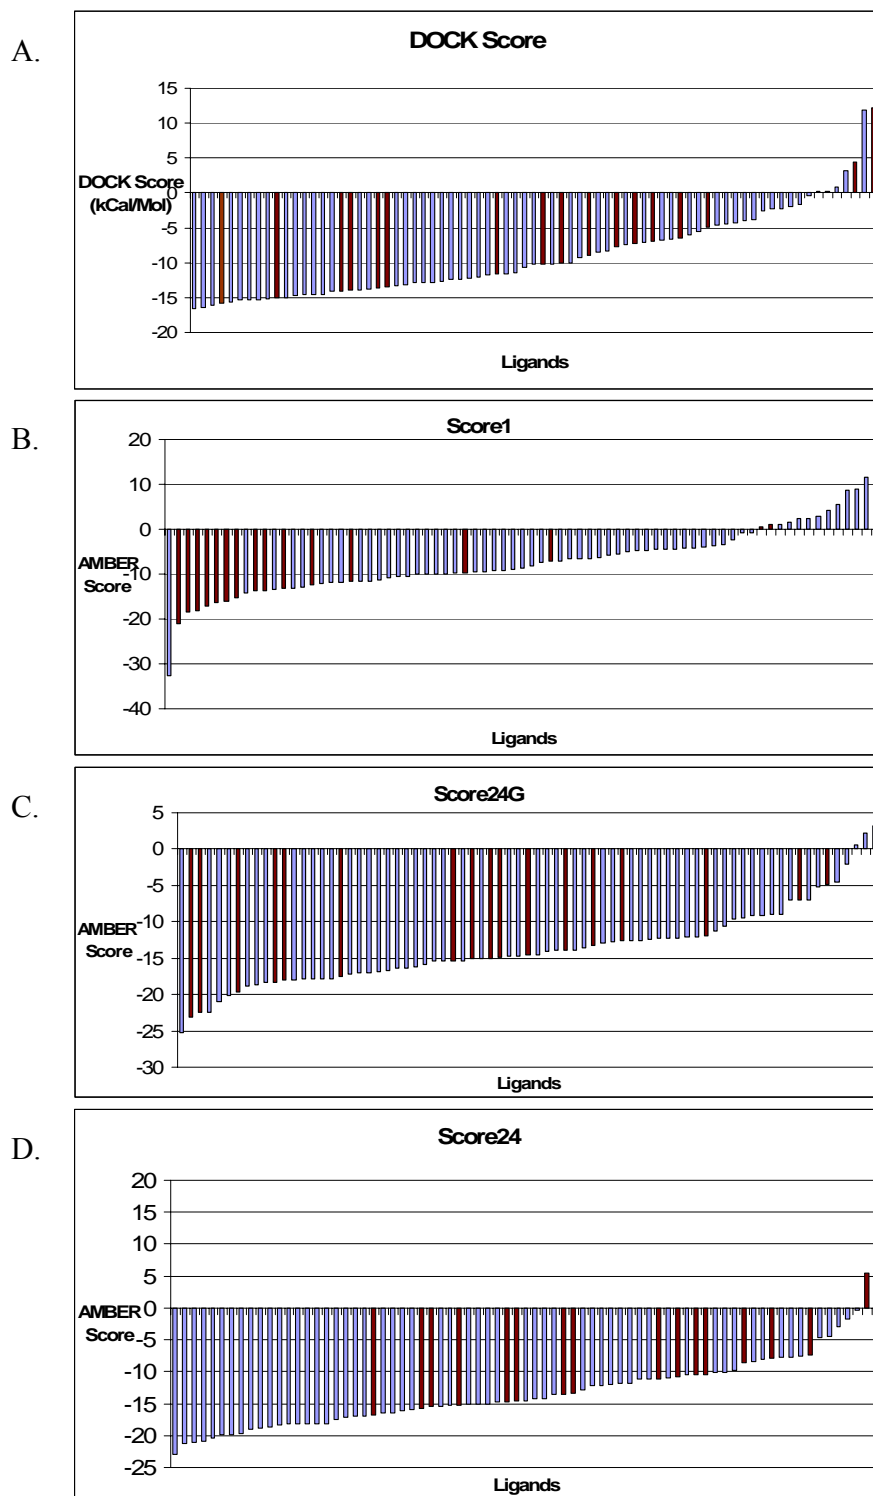 A.
DOCK Score
15
10
5
0
-5
-10
-15
-20
DOCK Score
(kCal/Mol)
Ligands
B.
Score1
20
10
0
-10
-20
-30
-40
AMBER
Score
Ligands
C.
Score24G
5
0
-5
-10
-15
-20
-25
-30
AMBER
Score
Ligands
D.
Score24
20
15
10
5
0
-5
-10
-15
-20
-25
AMBER
Score
Ligands